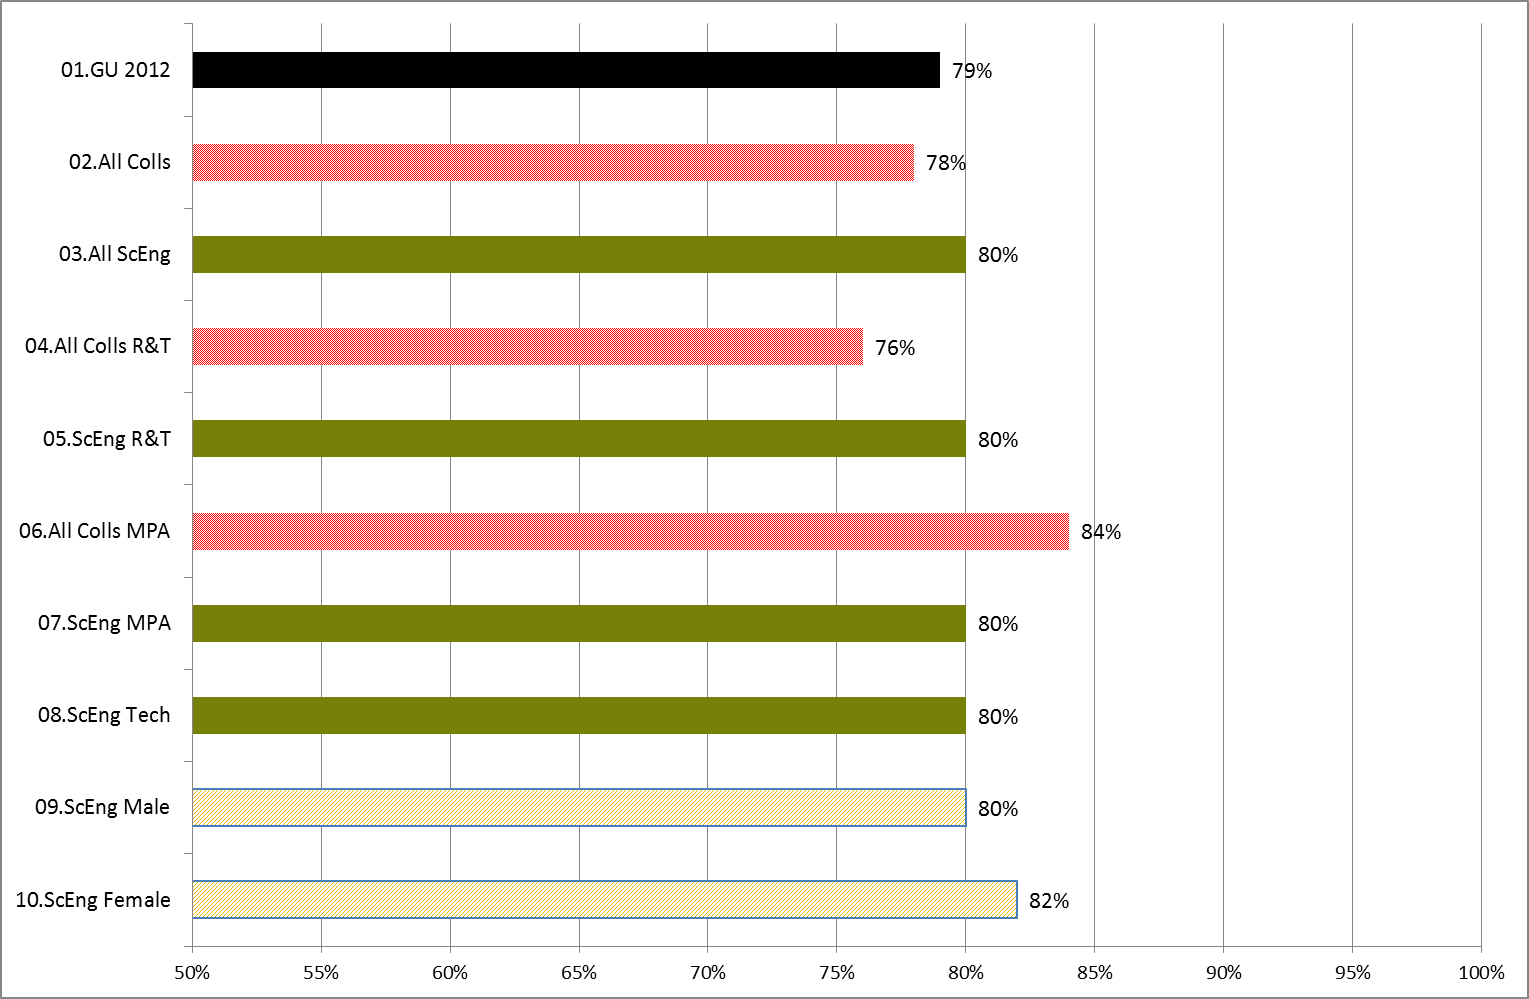 01.GU 2012 79%
02.All Colls 78%
03.All ScEng 80%
04.All Colls R&T 76%
05.ScEng R&T 80%
06.All Colls MPA 84%
07.ScEng MPA 80%
08.ScEng Tech 80%
09.ScEng Male 80%
10.ScEng Female 82%
50% 55% 60% 65% 70% 75% 80% 85% 90% 95% 100%